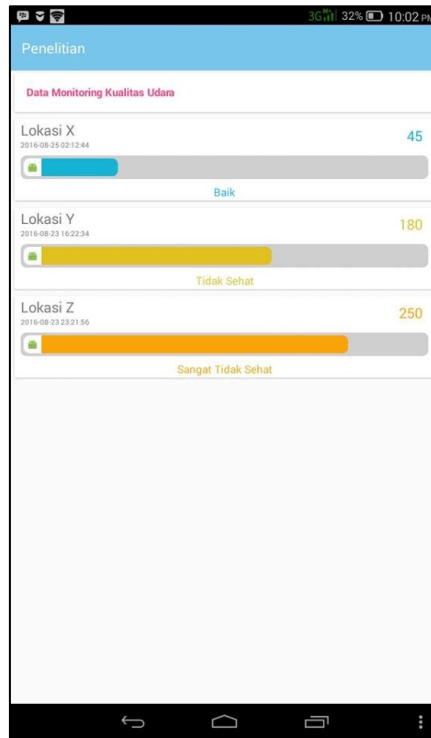 3G 32% 10:02 PM
Penelitian
Data Monitoring Kualitas Udara
Lokasi X
45
2016-08-25 02:12:44
Baik
Lokasi Y
180
2016-08-23 16:22:34
Tidak Sehat
Lokasi Z
250
2016-08-23 23:21:56
Sangat Tidak Sehat